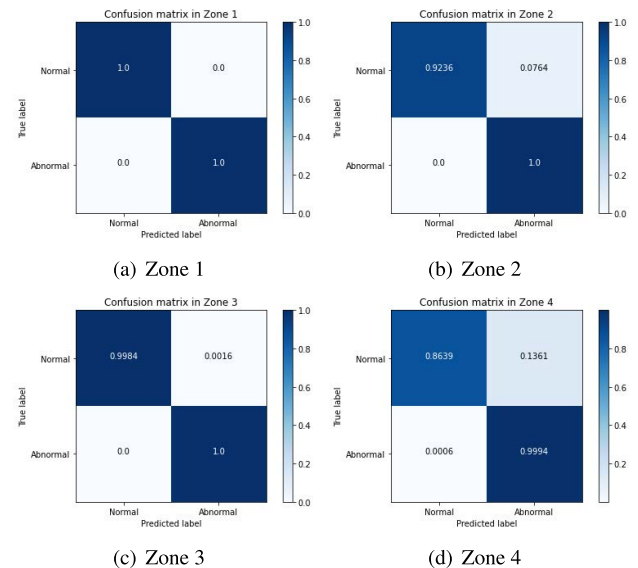 Confusion matrix in Zone 1
1.0
Normal
1.0
0.0
0.8
0.6
True label
0.4
Abnormal
0.0
1.0
0.2
0.0
Normal
Abnormal
Predicted label
(a) Zone 1
Confusion matrix in Zone 2
1.0
Normal
0.9236
0.0764
0.8
0.6
True label
0.4
Abnormal
0.0
1.0
0.2
0.0
Normal
Abnormal
Predicted label
(b) Zone 2
Confusion matrix in Zone 3
1.0
Normal
0.9984
0.0016
0.8
0.6
True label
0.4
Abnormal
0.0
1.0
0.2
0.0
Normal
Abnormal
Predicted label
(c) Zone 3
Confusion matrix in Zone 4
Normal
0.8639
0.1361
0.8
0.6
True label
0.4
Abnormal
0.0006
0.9994
0.2
Normal
Abnormal
Predicted label
(d) Zone 4